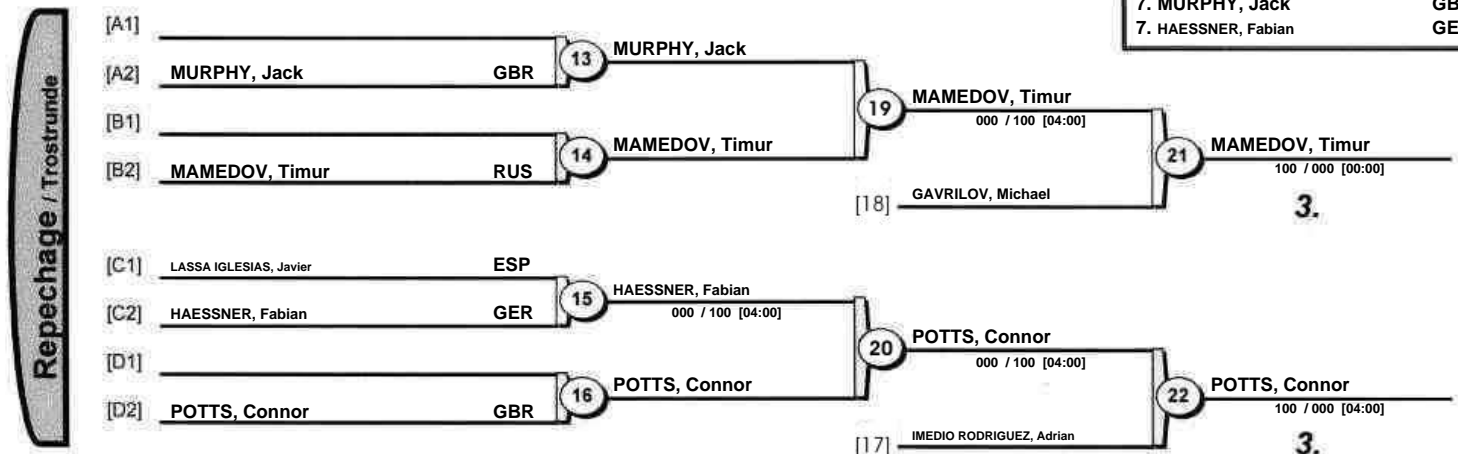 7. MURPHY, Jack GB
7. HAESSNER, Fabian GE
Repechage / Trostrunde
[A1]
[A2] MURPHY, Jack GBR
13 MURPHY, Jack
[B1]
[B2] MAMEDOV, Timur RUS
14 MAMEDOV, Timur
19 MAMEDOV, Timur
000 / 100 [04:00]
[18] GAVRILOV, Michael
21 MAMEDOV, Timur
100 / 000 [00:00]
3.
[C1] LASSA IGLESIAS, Javier ESP
[C2] HAESSNER, Fabian GER
15 HAESSNER, Fabian
000 / 100 [04:00]
[D1]
[D2] POTTS, Connor GBR
16 POTTS, Connor
20 POTTS, Connor
000 / 100 [04:00]
[17] IMEDIO RODRIGUEZ, Adrian
22 POTTS, Connor
100 / 000 [04:00]
3.